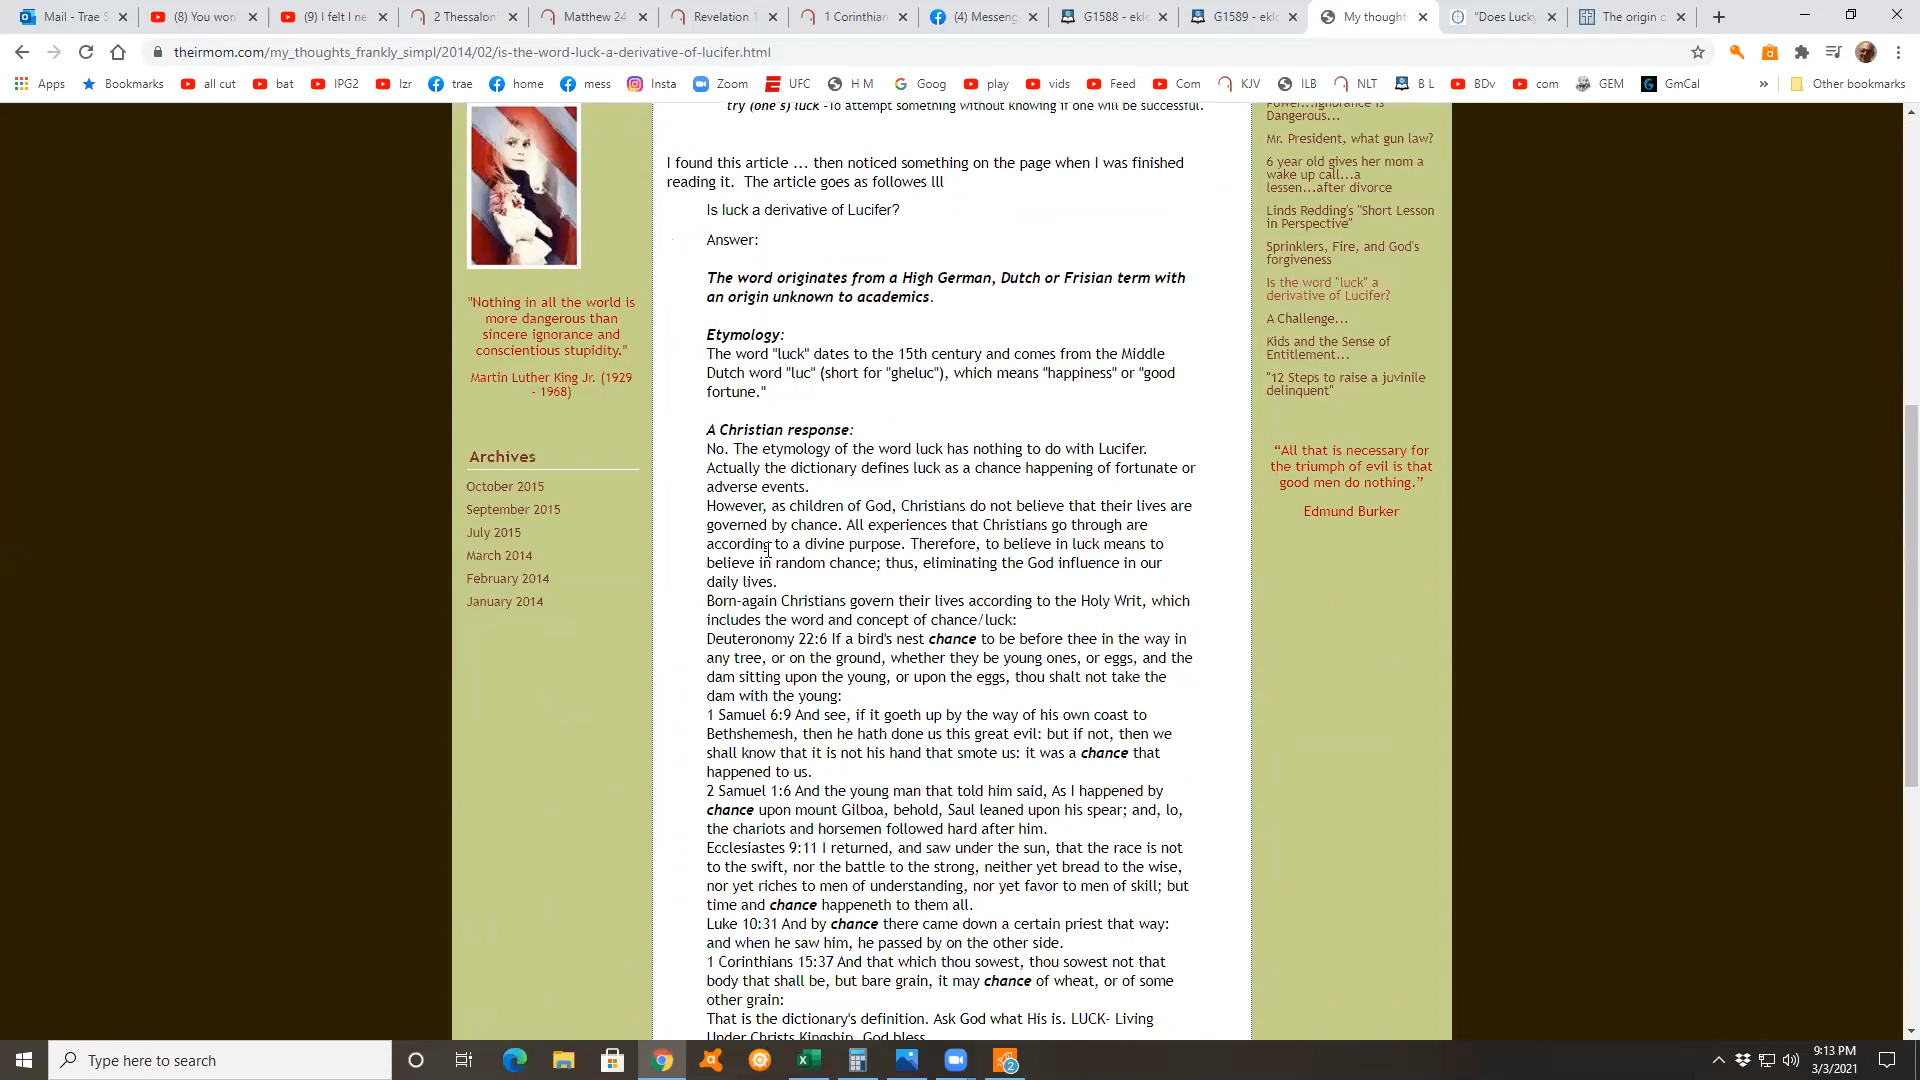 Mail - Trae S
(8) You won
(9) I felt I ne
2 Thessalon
Matthew 24
Revelation 1
1 Corinthian
(4) Messeng
G1588 - ekle
G1589 - eklo
My thought
"Does Lucky
The origin o
theirmom.com/my_thoughts_frankly_simpl/2014/02/is-the-word-luck-a-derivative-of-lucifer.html
Apps Bookmarks all cut bat IPG2 Izr trae home mess Insta Zoom UFC H M Goog play vids Feed Com KJV ILB NLT B L BDv com GEM GmCal » Other bookmarks
"Nothing in all the world is
more dangerous than
sincere ignorance and
conscientious stupidity."
Martin Luther King Jr. (1929
- 1968)
Archives
October 2015
September 2015
July 2015
March 2014
February 2014
January 2014
try (one's) luck -To attempt something without knowing if one will be successful.
I found this article ... then noticed something on the page when I was finished
reading it. The article goes as followes lll
Is luck a derivative of Lucifer?
Answer:
The word originates from a High German, Dutch or Frisian term with
an origin unknown to academics.
Etymology:
The word "luck" dates to the 15th century and comes from the Middle
Dutch word "luc" (short for "gheluc"), which means "happiness" or "good
fortune."
A Christian response:
No. The etymology of the word luck has nothing to do with Lucifer.
Actually the dictionary defines luck as a chance happening of fortunate or
adverse events.
However, as children of God, Christians do not believe that their lives are
governed by chance. All experiences that Christians go through are
according to a divine purpose. Therefore, to believe in luck means to
believe in random chance; thus, eliminating the God influence in our
daily lives.
Born-again Christians govern their lives according to the Holy Writ, which
includes the word and concept of chance/luck:
Deuteronomy 22:6 If a bird's nest chance to be before thee in the way in
any tree, or on the ground, whether they be young ones, or eggs, and the
dam sitting upon the young, or upon the eggs, thou shalt not take the
dam with the young:
1 Samuel 6:9 And see, if it goeth up by the way of his own coast to
Bethshemesh, then he hath done us this great evil: but if not, then we
shall know that it is not his hand that smote us: it was a chance that
happened to us.
2 Samuel 1:6 And the young man that told him said, As I happened by
chance upon mount Gilboa, behold, Saul leaned upon his spear; and, lo,
the chariots and horsemen followed hard after him.
Ecclesiastes 9:11 I returned, and saw under the sun, that the race is not
to the swift, nor the battle to the strong, neither yet bread to the wise,
nor yet riches to men of understanding, nor yet favor to men of skill; but
time and chance happeneth to them all.
Luke 10:31 And by chance there came down a certain priest that way:
and when he saw him, he passed by on the other side.
1 Corinthians 15:37 And that which thou sowest, thou sowest not that
body that shall be, but bare grain, it may chance of wheat, or of some
other grain:
That is the dictionary's definition. Ask God what His is. LUCK- Living
Under Christs Kingship. God bless
Power...Ignorance is
Dangerous...
Mr. President, what gun law?
6 year old gives her mom a
wake up call...a
lessen...after divorce
Linds Redding's "Short Lesson
in Perspective"
Sprinklers, Fire, and God's
forgiveness
Is the word "luck" a
derivative of Lucifer?
A Challenge...
Kids and the Sense of
Entitlement...
"12 Steps to raise a juvinile
delinquent"
“All that is necessary for
the triumph of evil is that
good men do nothing.”
Edmund Burker
Type here to search
2
9:13 PM
3/3/2021